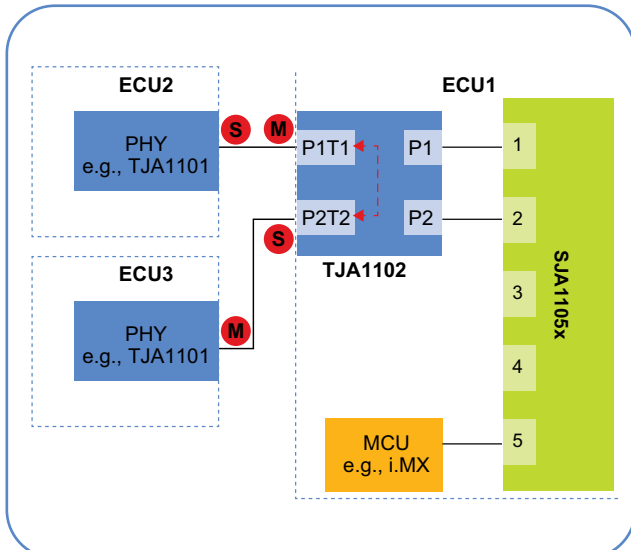 ECU2
ECU1
PHY
e.g., TJA1101
S
M
P1T1
P1
1
P2T2
P2
2
S
TJA1102
ECU3
PHY
e.g., TJA1101
M
SJA1105x
3
4
MCU
e.g., i.MX
5